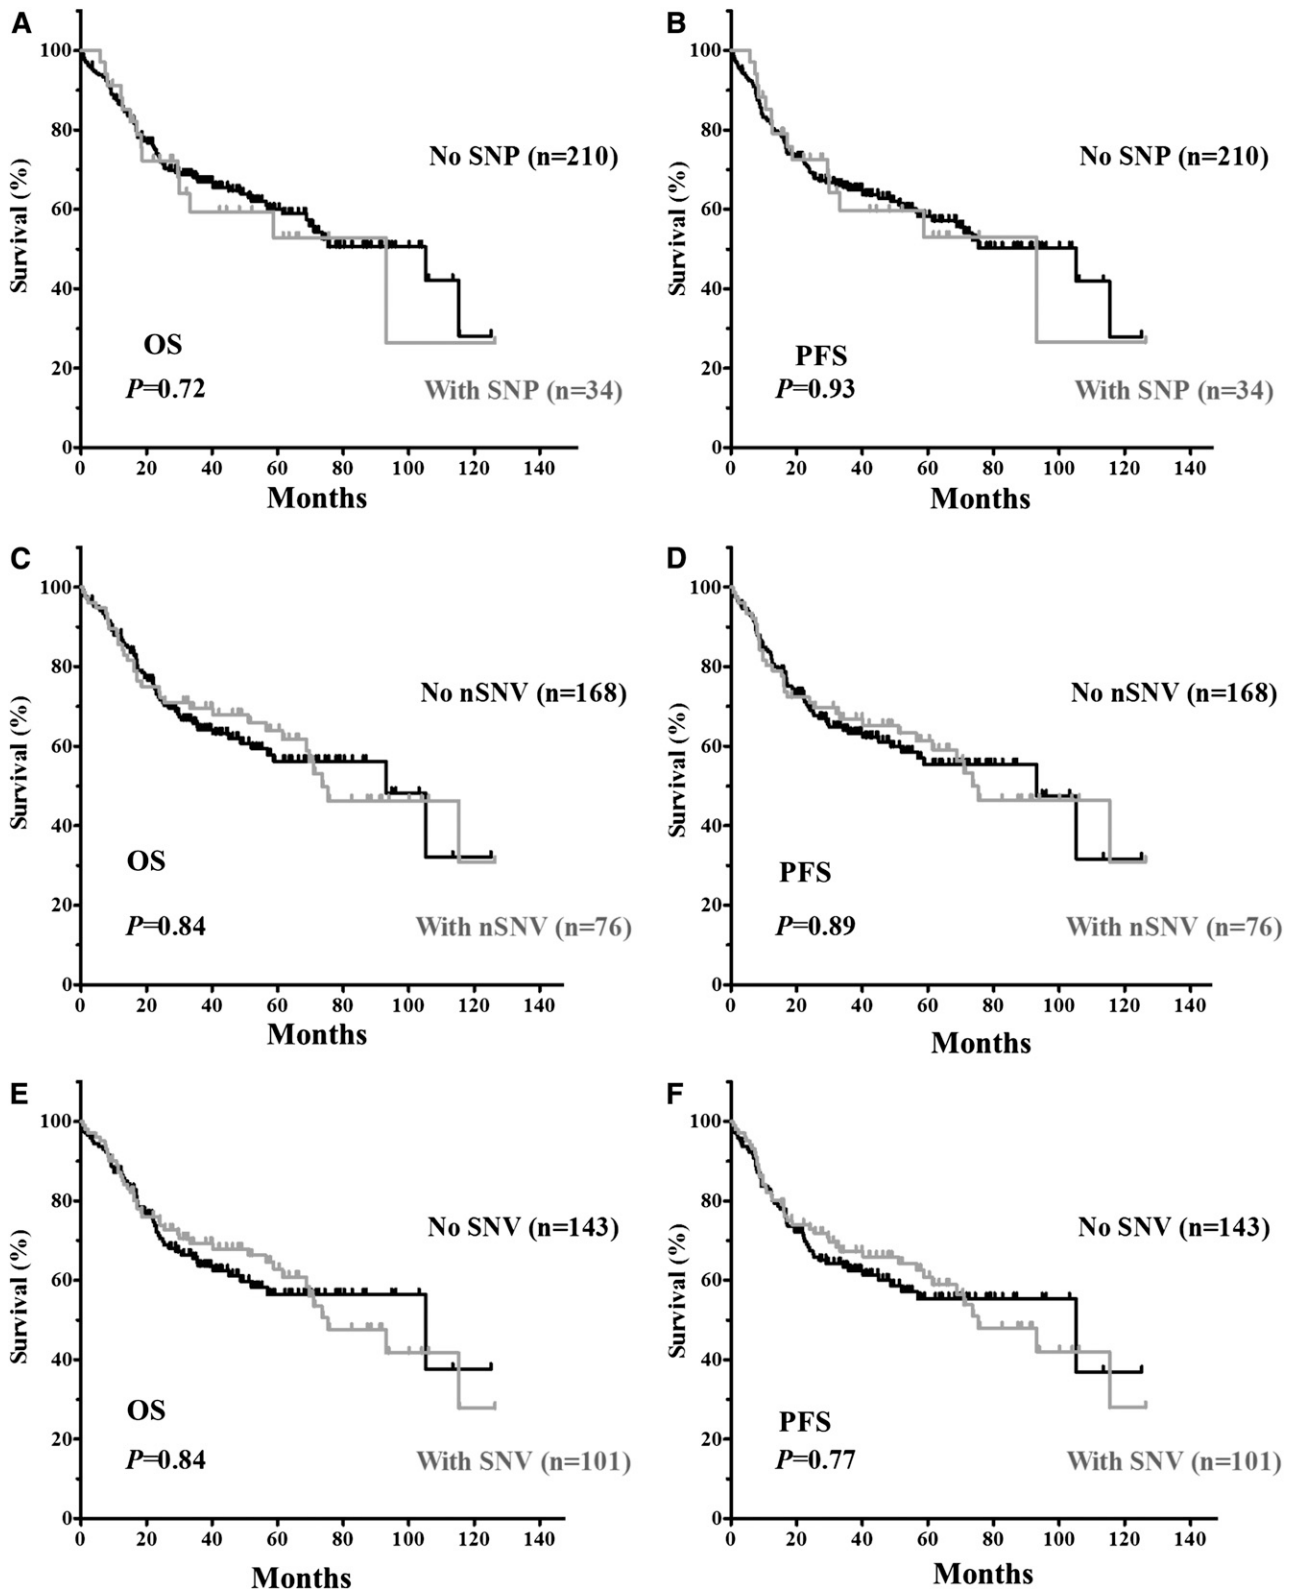 A
B
100
80
60
40
20
0
Survival (%)
No SNP (n=210)
OS
P=0.72
With SNP (n=34)
0 20 40 60 80 100 120 140
Months
100
80
60
40
20
0
Survival (%)
No SNP (n=210)
PFS
P=0.93
With SNP (n=34)
0 20 40 60 80 100 120 140
Months
C
D
100
80
60
40
20
0
Survival (%)
No nSNV (n=168)
OS
P=0.84
With nSNV (n=76)
0 20 40 60 80 100 120 140
Months
100
80
60
40
20
0
Survival (%)
No nSNV (n=168)
PFS
P=0.89
With nSNV (n=76)
0 20 40 60 80 100 120 140
Months
E
F
100
80
60
40
20
0
Survival (%)
No SNV (n=143)
OS
P=0.84
With SNV (n=101)
0 20 40 60 80 100 120 140
Months
100
80
60
40
20
0
Survival (%)
No SNV (n=143)
PFS
P=0.77
With SNV (n=101)
0 20 40 60 80 100 120 140
Months